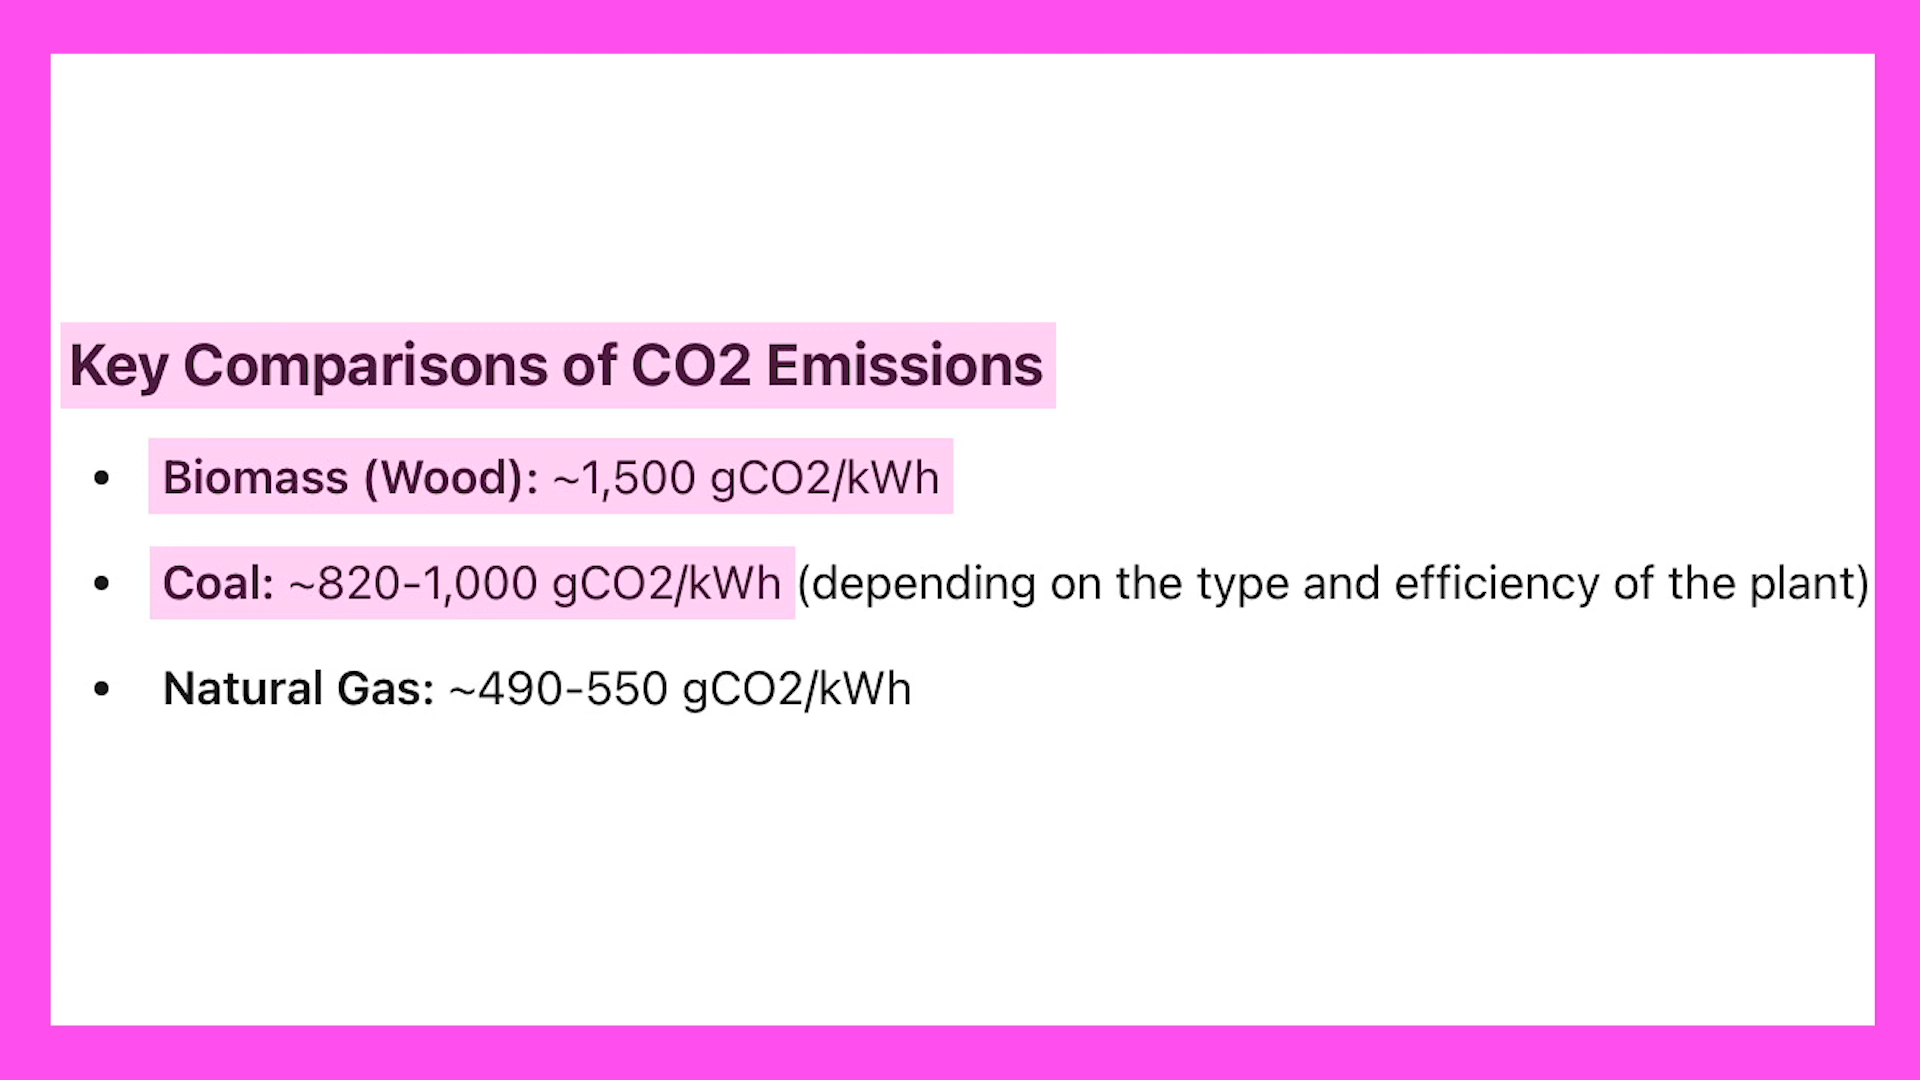 Key Comparisons of CO2 Emissions
• Biomass (Wood): ~1,500 gCO2/kWh
• Coal: ~820-1,000 gCO2/kWh (depending on the type and efficiency of the plant)
• Natural Gas: ~490-550 gCO2/kWh